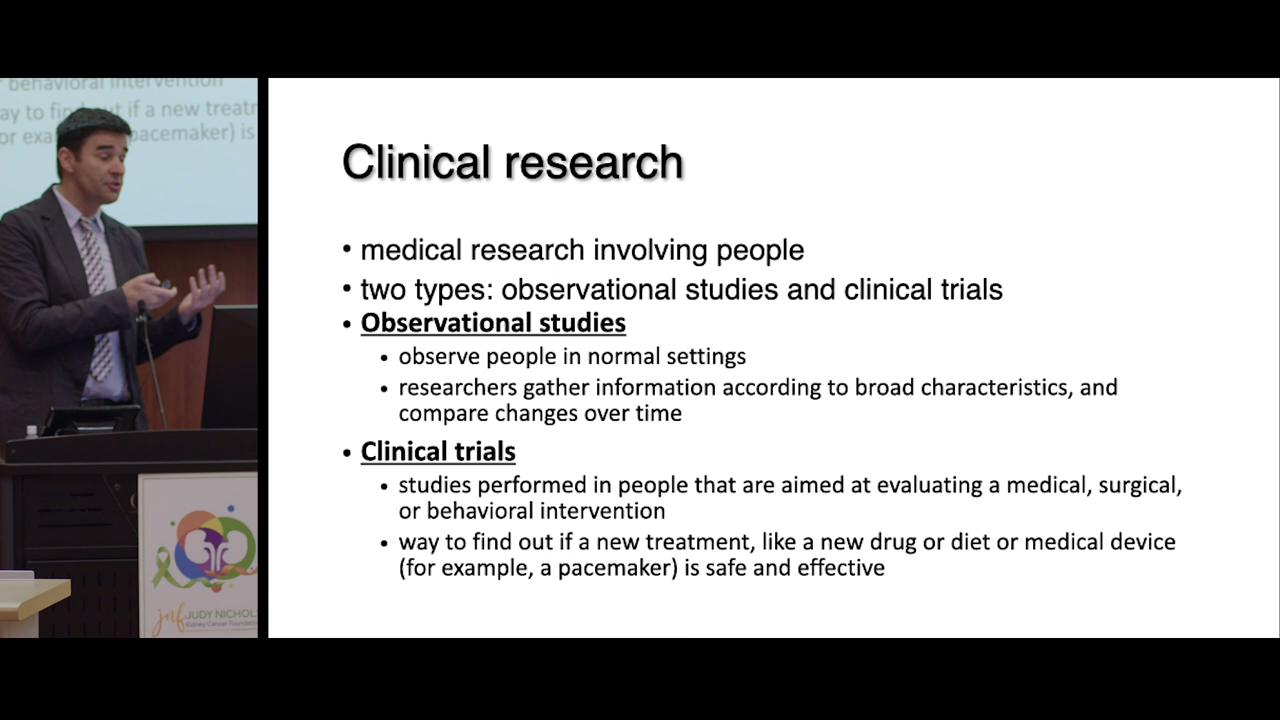 behavioral intervention
ay to find out if a new treatr
or exa pacemaker) is
jnf JUDY NICHOLS
Kidney Cancer Foundation
Clinical research
• medical research involving people
• two types: observational studies and clinical trials
• Observational studies
• observe people in normal settings
• researchers gather information according to broad characteristics, and
compare changes over time
• Clinical trials
• studies performed in people that are aimed at evaluating a medical, surgical,
or behavioral intervention
• way to find out if a new treatment, like a new drug or diet or medical device
(for example, a pacemaker) is safe and effective